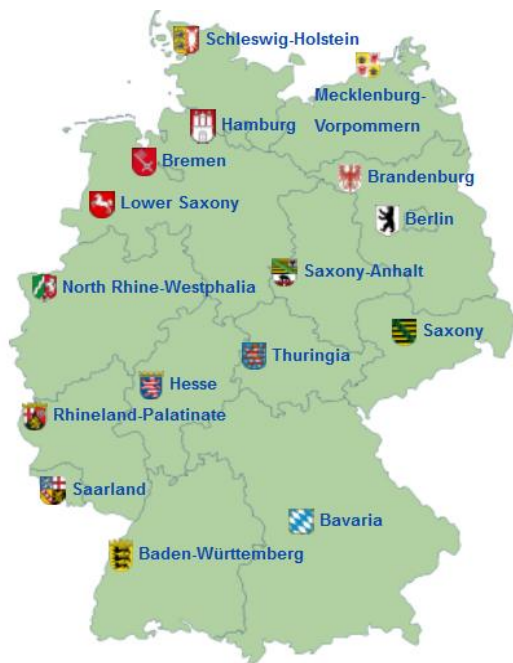 Schleswig-Holstein
Mecklenburg-
Vorpommern
Hamburg
Bremen
Brandenburg
Lower Saxony
Berlin
Saxony-Anhalt
North Rhine-Westphalia
Saxony
Thuringia
Hesse
Rhineland-Palatinate
Saarland
Bavaria
Baden-Württemberg